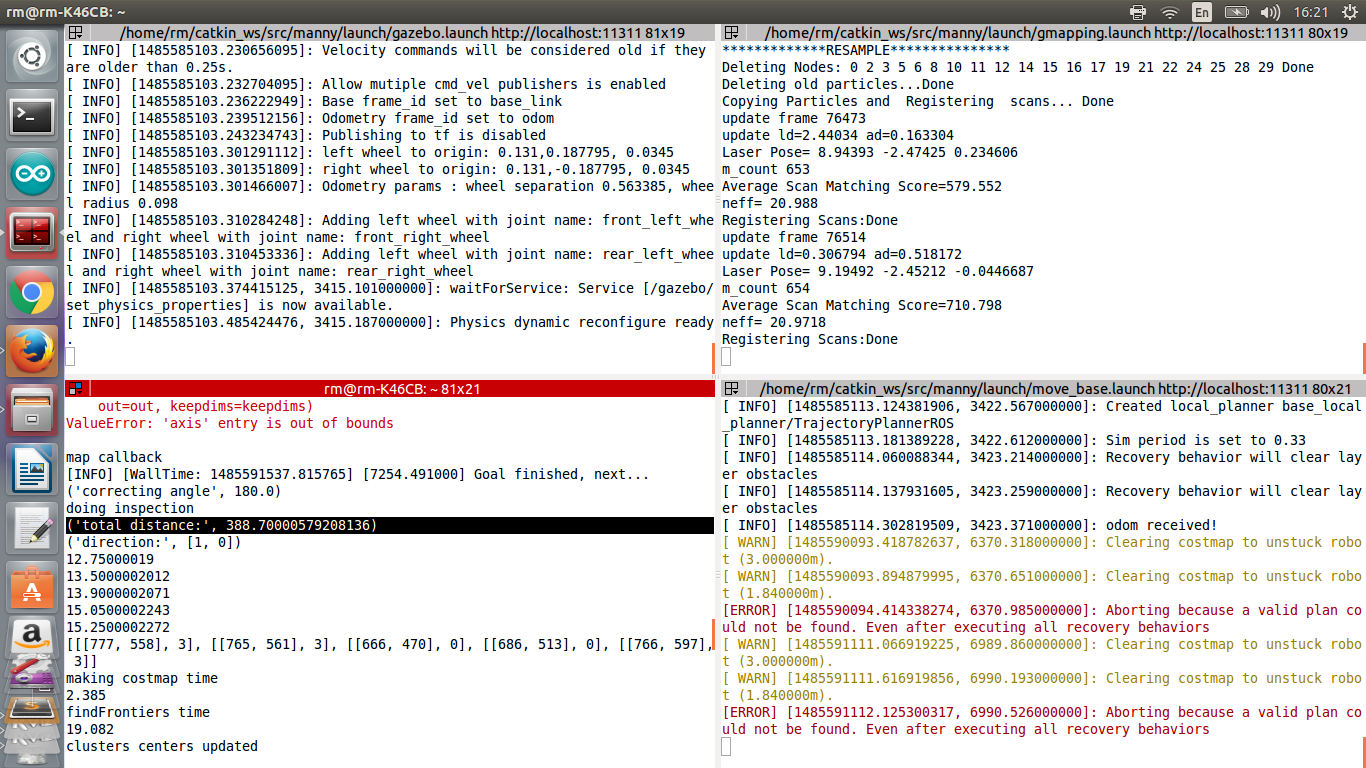 rm@rm-K46CB: ~
En
16:21
/home/rm/catkin_ws/src/manny/launch/gazebo.launch http://localhost:11311 81x19
[ INFO] [1485585103.230656095]: Velocity commands will be considered old if they
are older than 0.25s.
[ INFO] [1485585103.232704095]: Allow mutiple cmd_vel publishers is enabled
[ INFO] [1485585103.236222949]: Base frame_id set to base_link
[ INFO] [1485585103.239512156]: Odometry frame_id set to odom
[ INFO] [1485585103.243234743]: Publishing to tf is disabled
[ INFO] [1485585103.301291112]: left wheel to origin: 0.131,0.187795, 0.0345
[ INFO] [1485585103.301351809]: right wheel to origin: 0.131,-0.187795, 0.0345
[ INFO] [1485585103.301466007]: Odometry params : wheel separation 0.563385, whee
l radius 0.098
[ INFO] [1485585103.310284248]: Adding left wheel with joint name: front_left_whe
el and right wheel with joint name: front_right_wheel
[ INFO] [1485585103.310453336]: Adding left wheel with joint name: rear_left_whee
l and right wheel with joint name: rear_right_wheel
[ INFO] [1485585103.374415125, 3415.101000000]: waitForService: Service [/gazebo/
set_physics_properties] is now available.
[ INFO] [1485585103.485424476, 3415.187000000]: Physics dynamic reconfigure ready
.
/home/rm/catkin_ws/src/manny/launch/gmapping.launch http://localhost:11311 80x19
*************RESAMPLE***************
Deleting Nodes: 0 2 3 5 6 8 10 11 12 14 15 16 17 19 21 22 24 25 28 29 Done
Deleting old particles...Done
Copying Particles and  Registering  scans... Done
update frame 76473
update ld=2.44034 ad=0.163304
Laser Pose= 8.94393 -2.47425 0.234606
m_count 653
Average Scan Matching Score=579.552
neff= 20.988
Registering Scans:Done
update frame 76514
update ld=0.306794 ad=0.518172
Laser Pose= 9.19492 -2.45212 -0.0446687
m_count 654
Average Scan Matching Score=710.798
neff= 20.9718
Registering Scans:Done
rm@rm-K46CB: ~ 81x21
out=out, keepdims=keepdims)
ValueError: 'axis' entry is out of bounds
map callback
[INFO] [WallTime: 1485591537.815765] [7254.491000] Goal finished, next...
('correcting angle', 180.0)
doing inspection
('total distance:', 388.70000579208136)
('direction:', [1, 0])
12.75000019
13.5000002012
13.9000002071
15.0500002243
15.2500002272
[[[777, 558], 3], [[765, 561], 3], [[666, 470], 0], [[686, 513], 0], [[766, 597],
3]]
making costmap time
2.385
findFrontiers time
19.082
clusters centers updated
/home/rm/catkin_ws/src/manny/launch/move_base.launch http://localhost:11311 80x21
[ INFO] [1485585113.124381906, 3422.567000000]: Created local_planner base_local
_planner/TrajectoryPlannerROS
[ INFO] [1485585113.181389228, 3422.612000000]: Sim period is set to 0.33
[ INFO] [1485585114.060088344, 3423.214000000]: Recovery behavior will clear lay
er obstacles
[ INFO] [1485585114.137931605, 3423.259000000]: Recovery behavior will clear lay
er obstacles
[ INFO] [1485585114.302819509, 3423.371000000]: odom received!
[ WARN] [1485590093.418782637, 6370.318000000]: Clearing costmap to unstuck robo
t (3.000000m).
[ WARN] [1485590093.894879995, 6370.651000000]: Clearing costmap to unstuck robo
t (1.840000m).
[ERROR] [1485590094.414338274, 6370.985000000]: Aborting because a valid plan co
uld not be found. Even after executing all recovery behaviors
[ WARN] [1485591111.066919225, 6989.860000000]: Clearing costmap to unstuck robo
t (3.000000m).
[ WARN] [1485591111.616919856, 6990.193000000]: Clearing costmap to unstuck robo
t (1.840000m).
[ERROR] [1485591112.125300317, 6990.526000000]: Aborting because a valid plan co
uld not be found. Even after executing all recovery behaviors